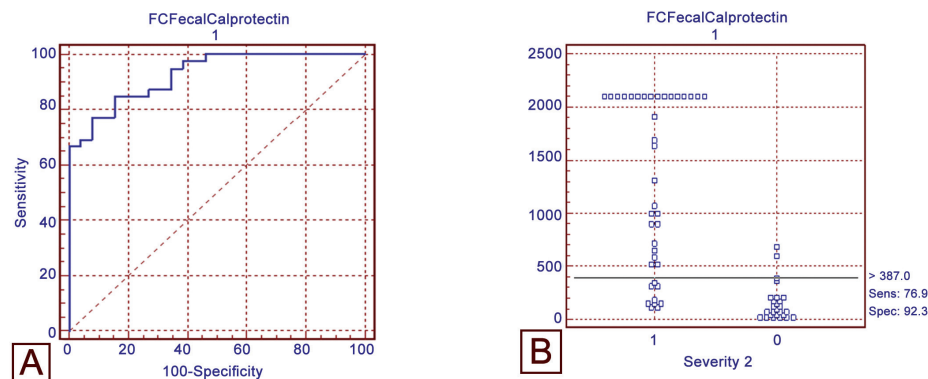 FCFecalCalprotectin
1
100
80
60
40
20
0
Sensitivity
0 20 40 60 80 100
100-Specificity
A
FCFecalCalprotectin
1
2500
2000
1500
1000
500
0
> 387.0
Sens: 76.9
Spec: 92.3
1 0
Severity 2
B